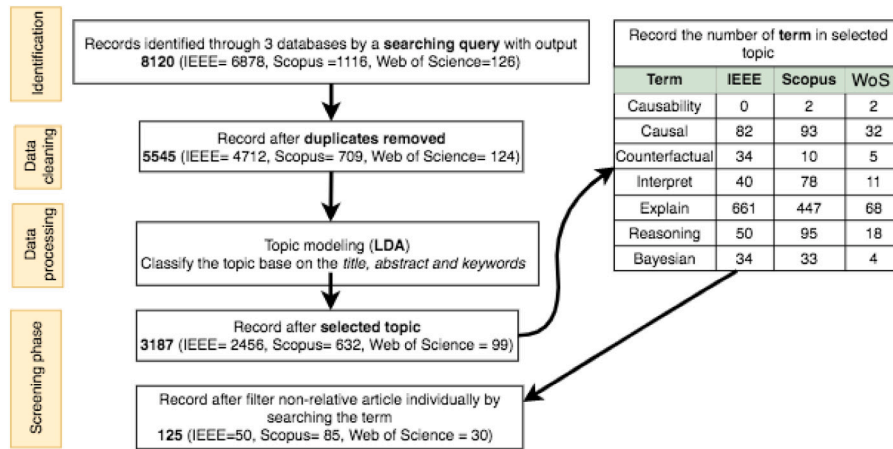 Identification
Records identified through 3 databases by a searching query with output
8120 (IEEE= 6878, Scopus =1116, Web of Science=126)
Data
cleaning
Record after duplicates removed
5545 (IEEE= 4712, Scopus= 709, Web of Science= 124)
Data
processing
Topic modeling (LDA)
Classify the topic base on the title, abstract and keywords
Screening phase
Record after selected topic
3187 (IEEE= 2456, Scopus= 632, Web of Science = 99)
Record after filter non-relative article individually by
searching the term
125 (IEEE=50, Scopus= 85, Web of Science = 30)
Record the number of term in selected
topic
Term IEEE Scopus WoS
Causability 0 2 2
Causal 82 93 32
Counterfactual 34 10 5
Interpret 40 78 11
Explain 661 447 68
Reasoning 50 95 18
Bayesian 34 33 4